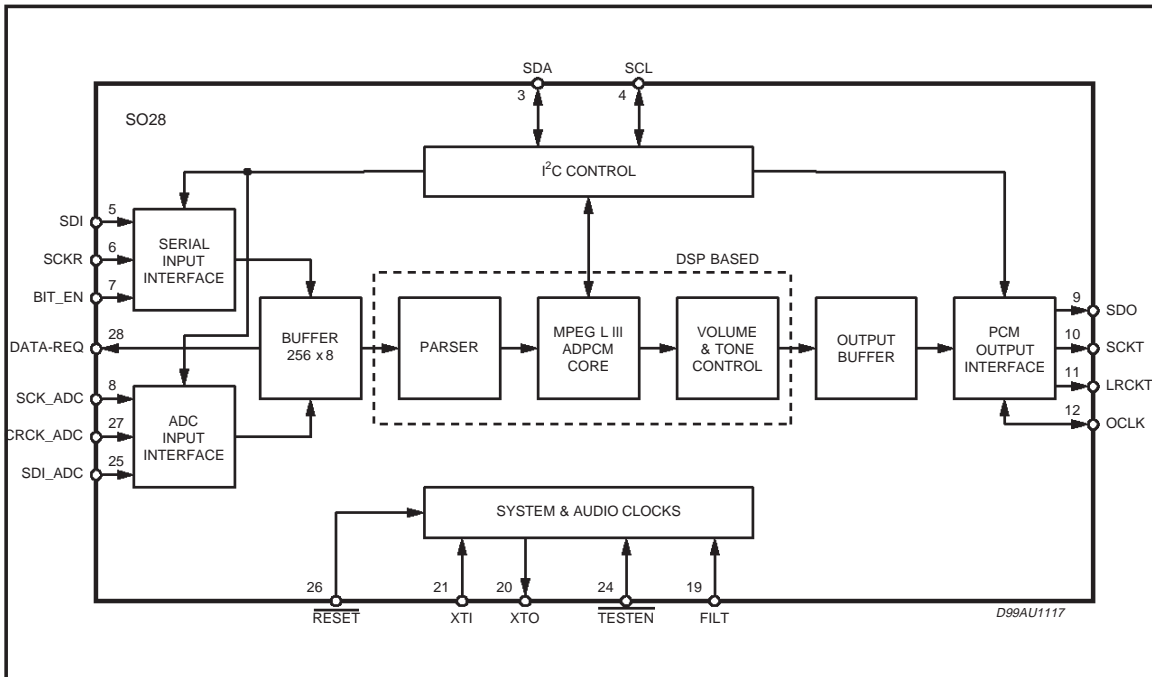 SDA
SCL
3
4
SO28
I²C CONTROL
SDI
5
SCKR
6
BIT_EN
7
SERIAL
INPUT
INTERFACE
DSP BASED
DATA-REQ
28
BUFFER
256 x 8
PARSER
MPEG L III
ADPCM
CORE
VOLUME
& TONE
CONTROL
OUTPUT
BUFFER
PCM
OUTPUT
INTERFACE
9
SDO
10
SCKT
11
LRCKT
12
OCLK
SCK_ADC
8
CRCK_ADC
27
SDI_ADC
25
ADC
INPUT
INTERFACE
SYSTEM & AUDIO CLOCKS
26
21
20
24
19
RESET
XTI
XTO
TESTEN
FILT
D99AU1117